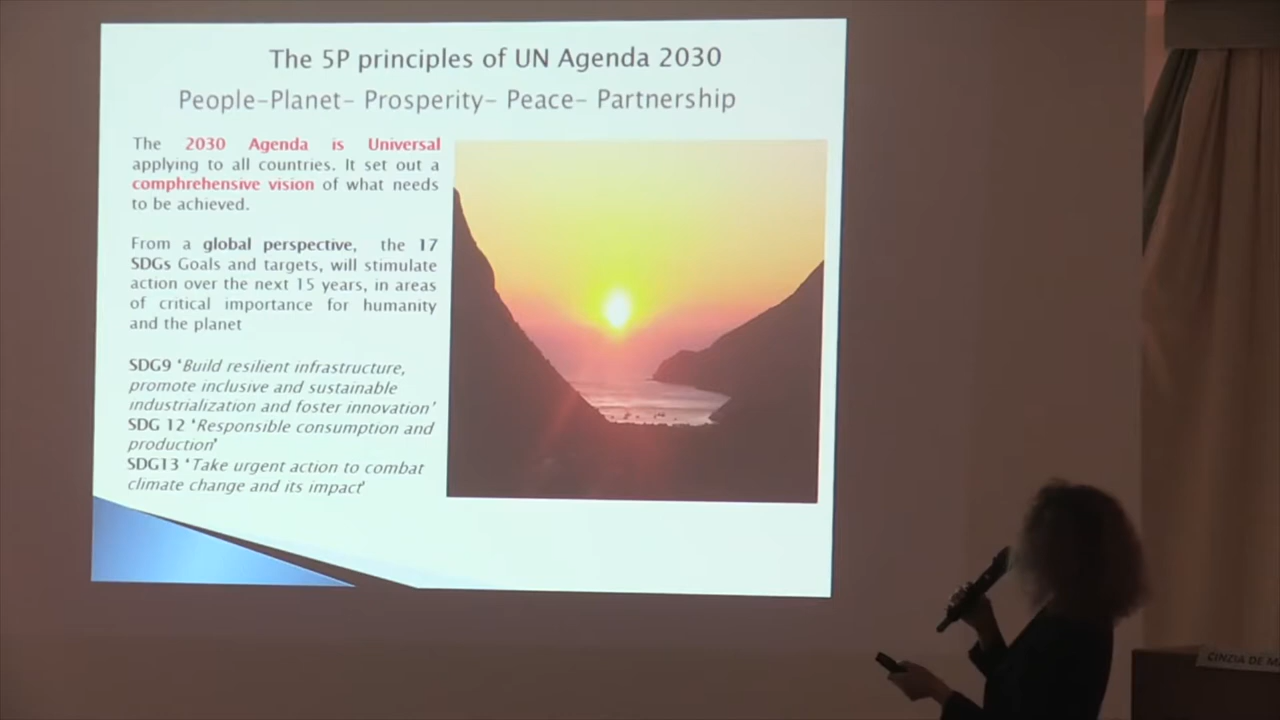 The 5P principles of UN Agenda 2030
People-Planet- Prosperity- Peace- Partnership
The 2030 Agenda is Universal
applying to all countries. It set out a
comphrehensive vision of what needs
to be achieved.
From a global perspective, the 17
SDGs Goals and targets, will stimulate
action over the next 15 years, in areas
of critical importance for humanity
and the planet
SDG9 ‘Build resilient infrastructure,
promote inclusive and sustainable
industrialization and foster innovation’
SDG 12 ‘Responsible consumption and
production’
SDG13 ‘Take urgent action to combat
climate change and its impact’
CINZIA DE